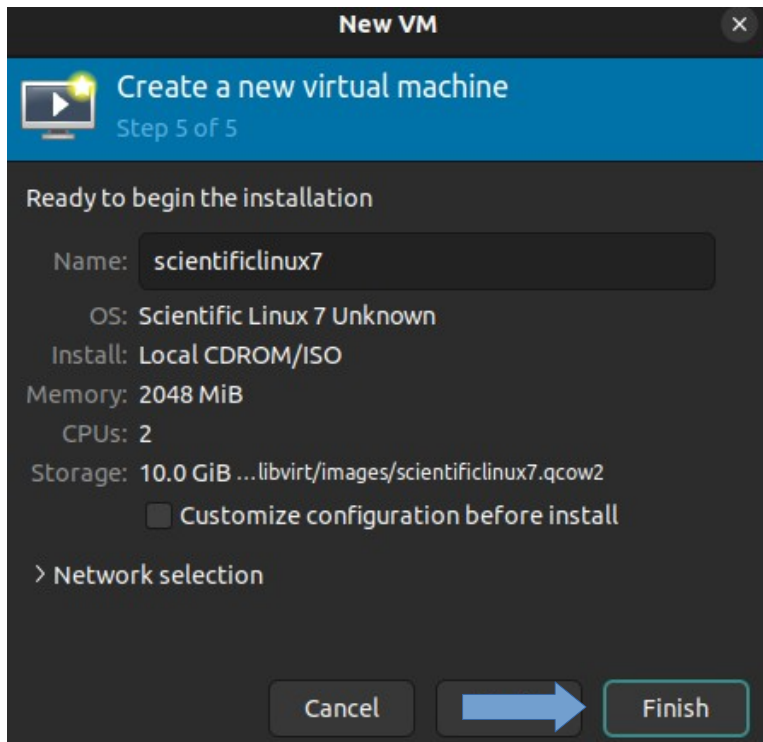 New VM
Create a new virtual machine
Step 5 of 5
Ready to begin the installation
Name: scientificlinux7
OS: Scientific Linux 7 Unknown
Install: Local CDROM/ISO
Memory: 2048 MiB
CPUs: 2
Storage: 10.0 GiB ...libvirt/images/scientificlinux7.qcow2
Customize configuration before install
Network selection
Cancel Finish